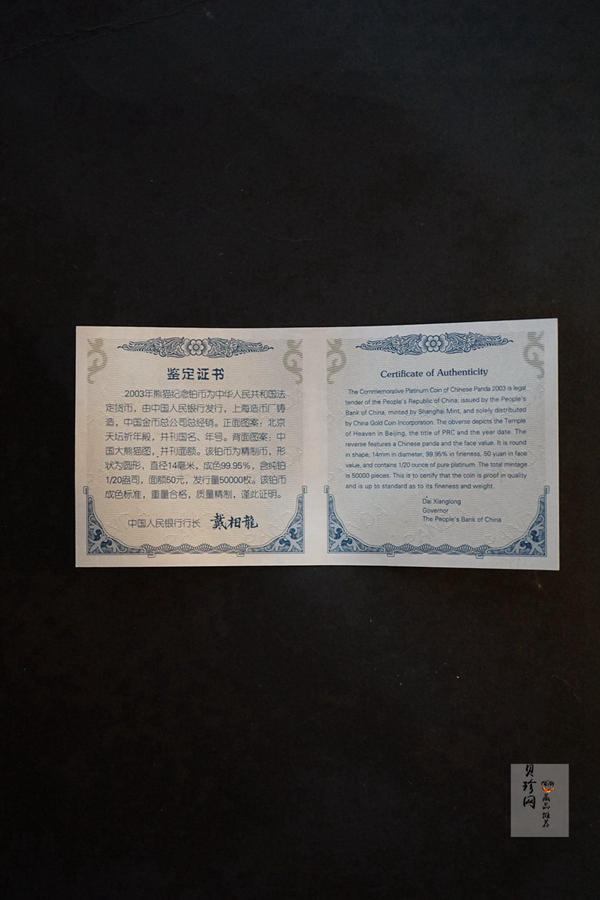 鉴定证书
2003年熊猫纪念铂币为中华人民共和国法
定货币，由中国人民银行发行，上海造币厂铸
造，中国金币总公司总经销。正面图案：北京
天坛祈年殿，并刊国名、年号。背面图案：中
国大熊猫图，并刊面额。该铂币为精制币，形
状为圆形，直径14毫米，成色99.95%，含纯铂
1/20盎司，面额50元，发行量50000枚。该铂币
成色标准，重量合格，质量精制，谨此证明。
中国人民银行行长 戴相龍
Certificate of Authenticity
The Commemorative Platinum Coin of Chinese Panda 2003 is legal
tender of the People's Republic of China, issued by the People's
Bank of China, minted by Shanghai Mint, and solely distributed
by China Gold Coin Incorporation. The obverse depicts the Temple
of Heaven in Beijing, the title of PRC and the year date. The
reverse features a Chinese panda and the face value. It is round
in shape, 14mm in diameter, 99.95% in fineness, 50 yuan in face
value, and contains 1/20 ounce of pure platinum. The total mintage
is 50000 pieces. This is to certify that the coin is proof in quality
and is up to standard as to its fineness and weight.
Dai Xianglong
Governor
The People's Bank of China
贝珍网
藏品推荐